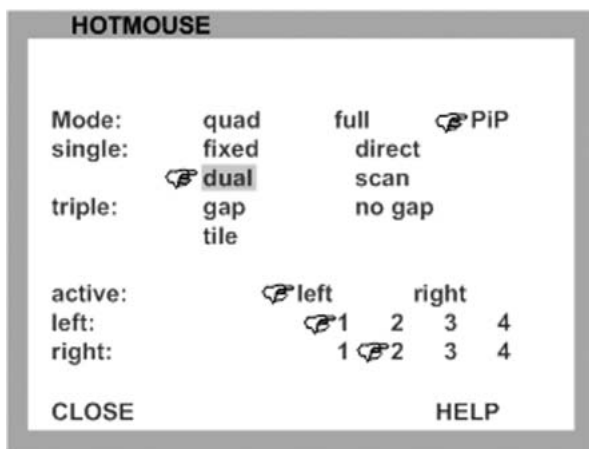 HOTMOUSE
Mode: quad full PiP
single: fixed direct
dual scan
triple: gap no gap
tile
active: left right
left: 1 2 3 4
right: 1 2 3 4
CLOSE HELP